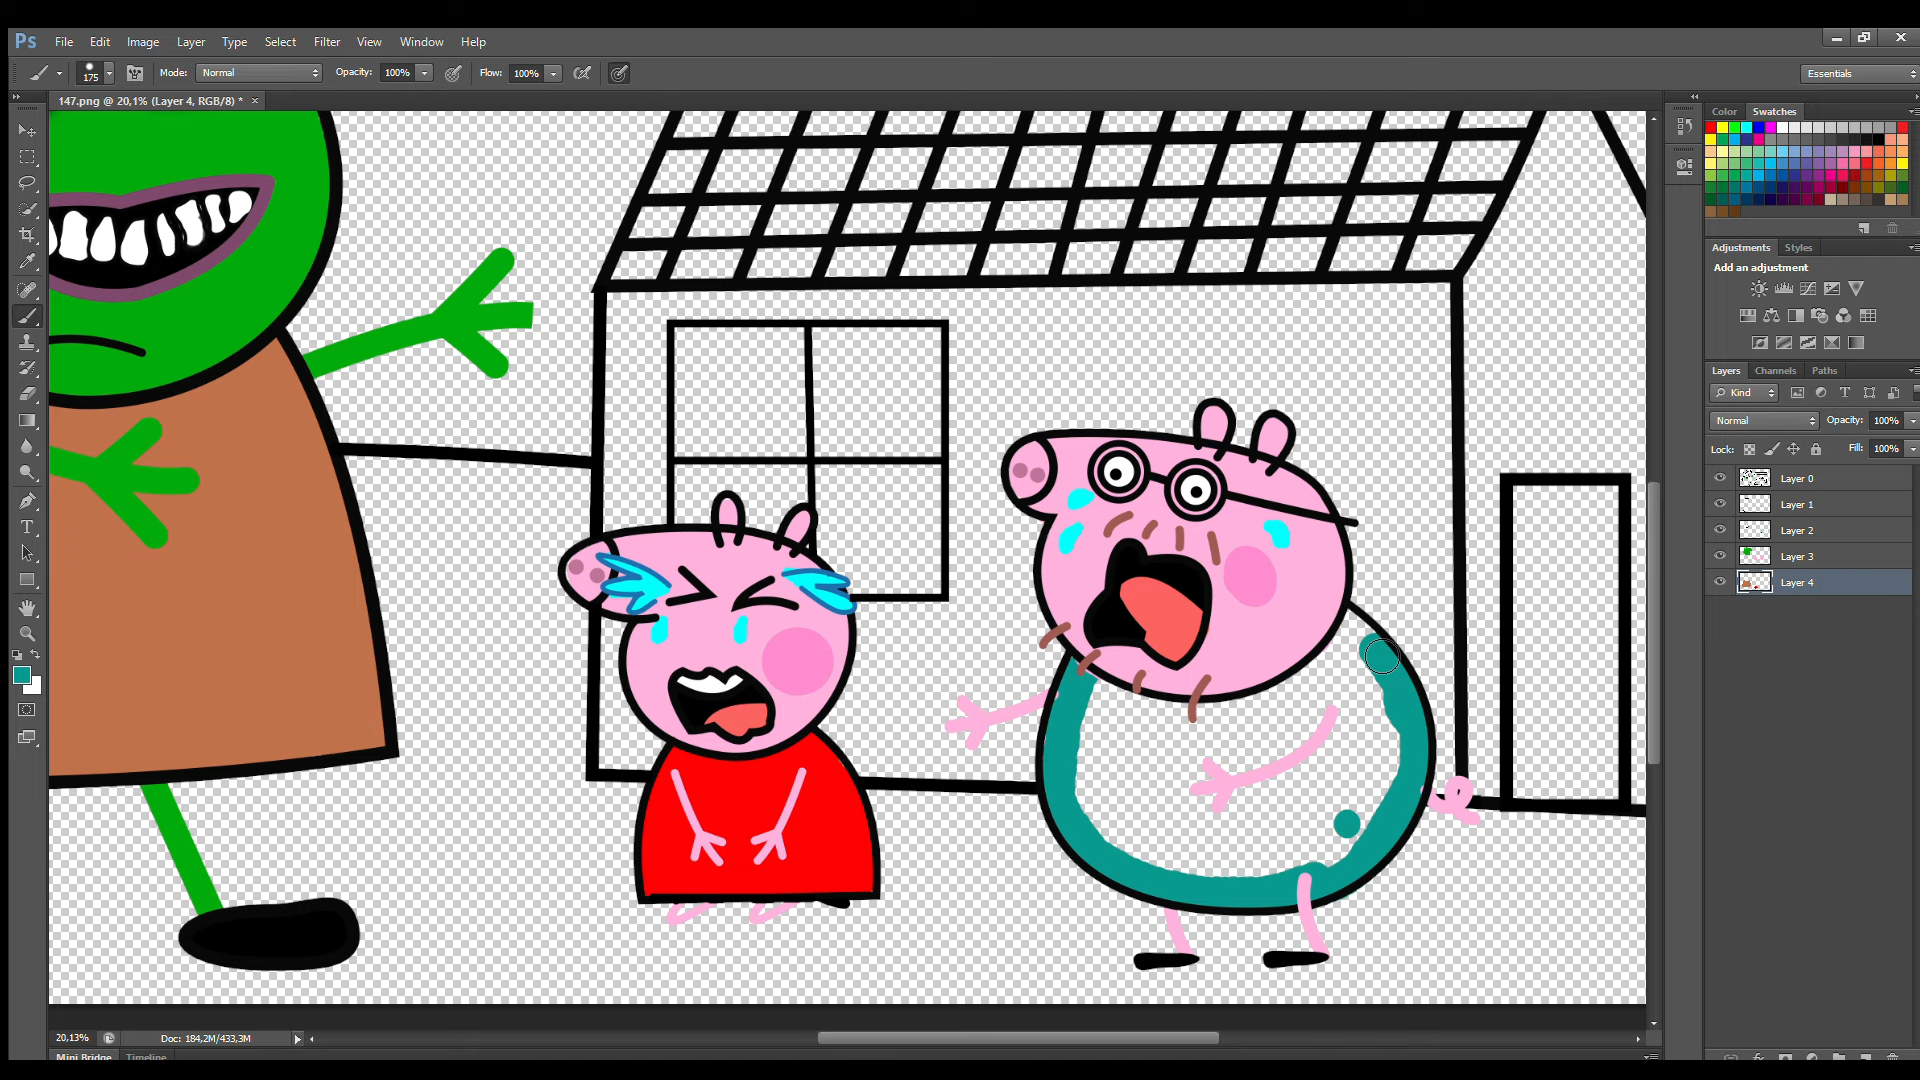 Ps File Edit Image Layer Type Select Filter View Window Help
175 Mode: Normal Opacity: 100% Flow: 100% Essentials
147.png @ 20,1% (Layer 4, RGB/8) * ×
Color Swatches
Adjustments Styles
Add an adjustment
Layers Channels Paths
Kind
Normal Opacity: 100%
Lock: Fill: 100%
Layer 0
Layer 1
Layer 2
Layer 3
Layer 4
20,13% Doc: 184,2M/433,3M
Mini Bridge Timeline